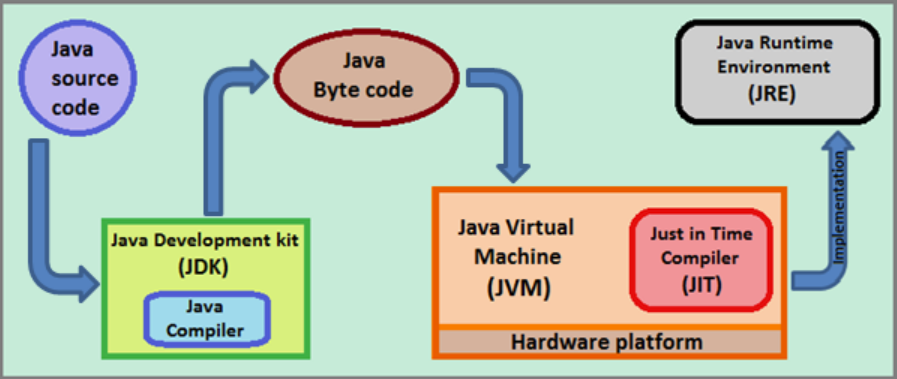 Java
source
code
Java
Byte code
Java Runtime
Environment
(JRE)
Java Development kit
(JDK)
Java
Compiler
Java Virtual
Machine
(JVM)
Just in Time
Compiler
(JIT)
Hardware platform
Implementation